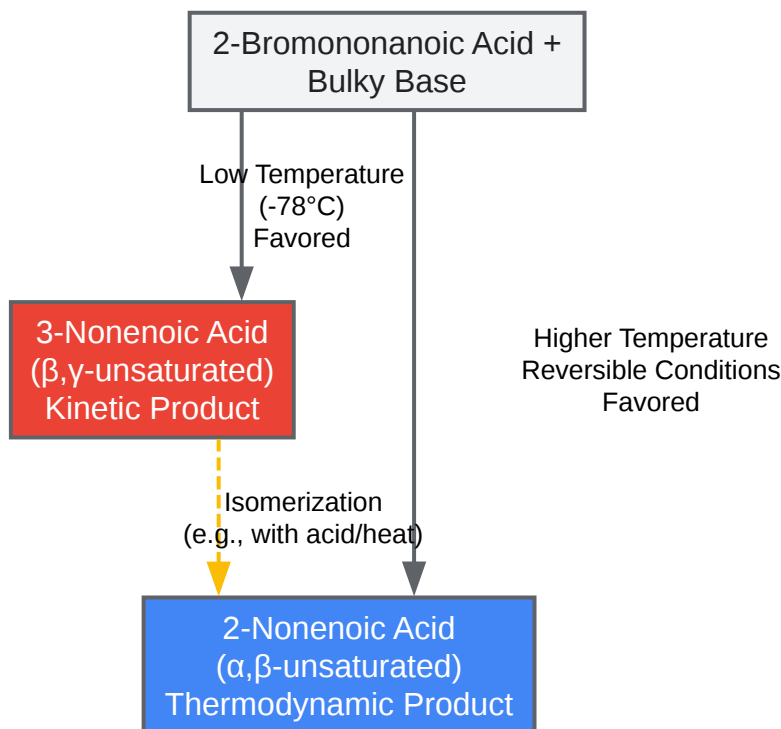 2-Bromononanoic Acid +
Bulky Base
Low Temperature
(-78°C)
Favored
3-Nonenoic Acid
(β,γ-unsaturated)
Kinetic Product
Higher Temperature
Reversible Conditions
Favored
Isomerization
(e.g., with acid/heat)
2-Nonenoic Acid
(α,β-unsaturated)
Thermodynamic Product